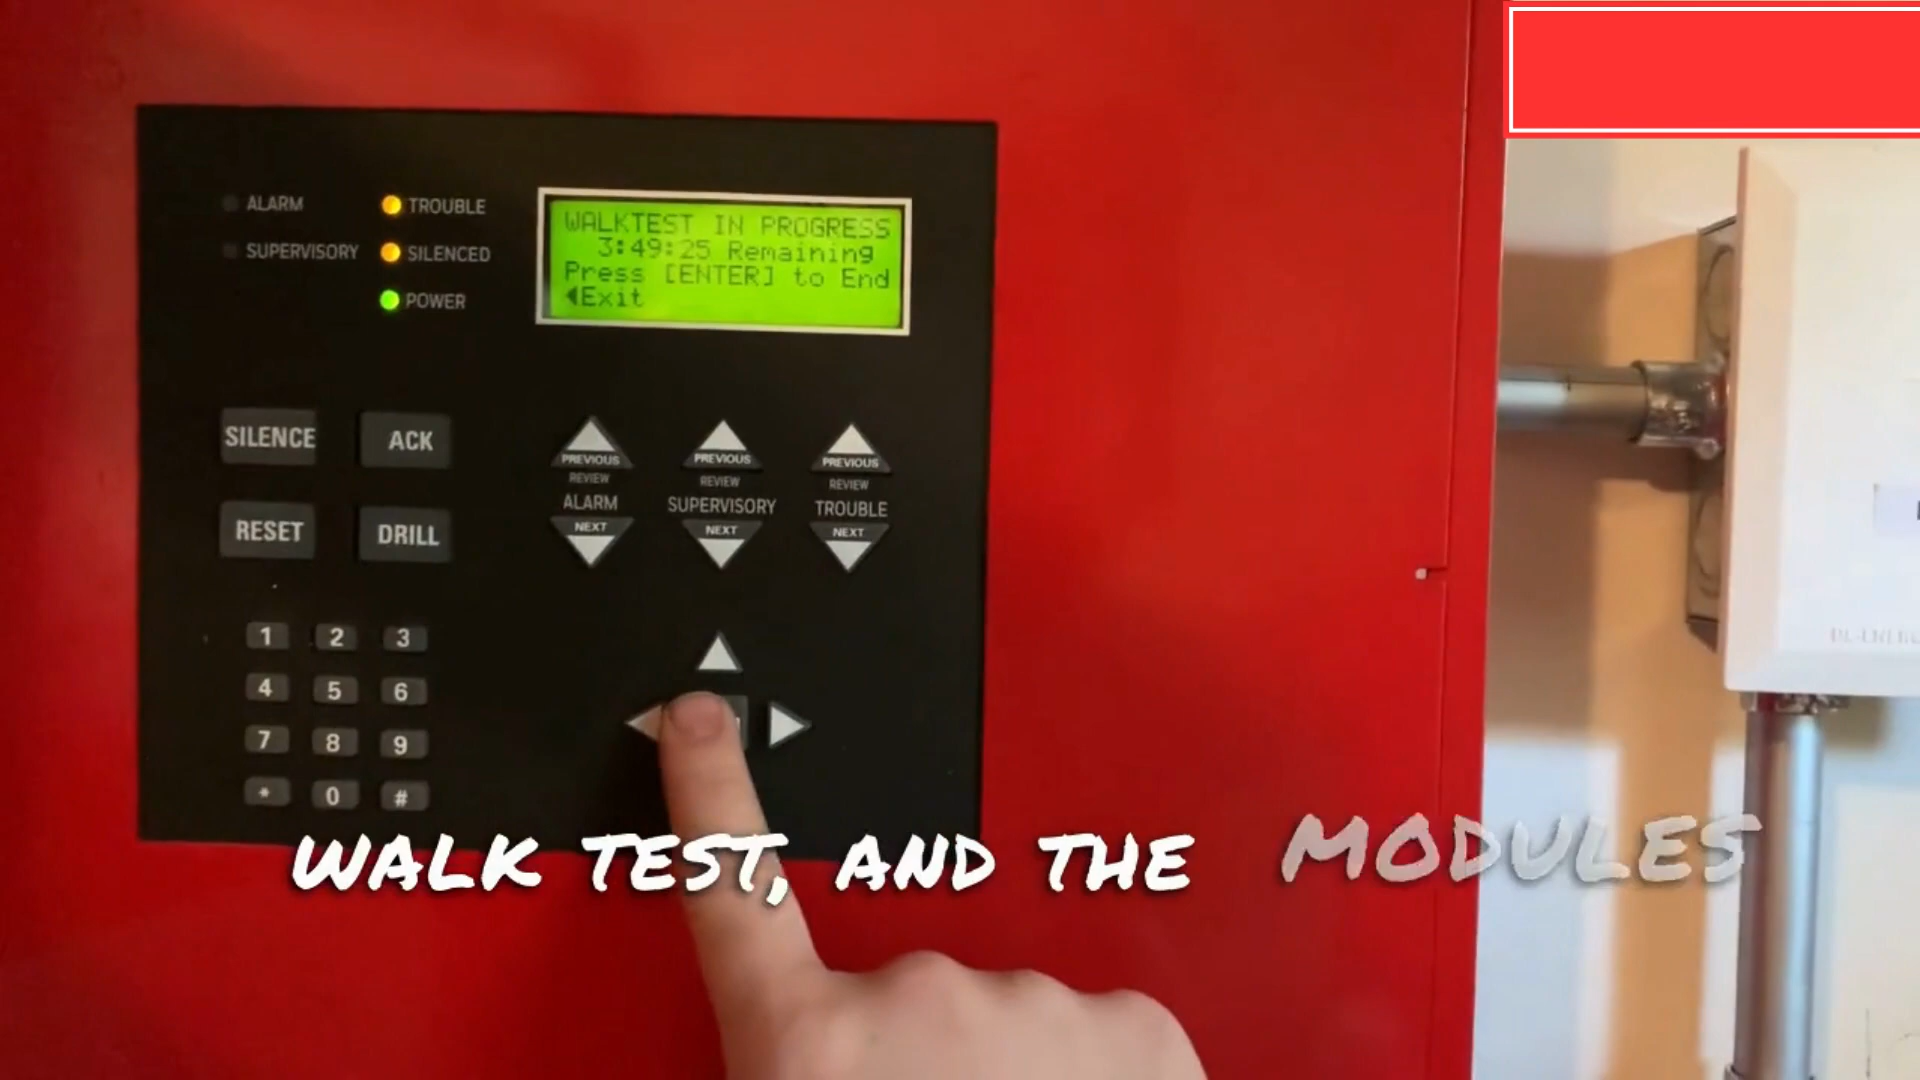 ALARM
TROUBLE
SUPERVISORY
SILENCED
POWER
WALKTEST IN PROGRESS
3:49:25 Remaining
Press [ENTER] to End
◀Exit
SILENCE ACK
RESET DRILL
PREVIOUS PREVIOUS PREVIOUS
REVIEW REVIEW REVIEW
ALARM SUPERVISORY TROUBLE
NEXT NEXT NEXT
1 2 3
4 5 6
7 8 9
* 0 #
WALK TEST, AND THE MODULES